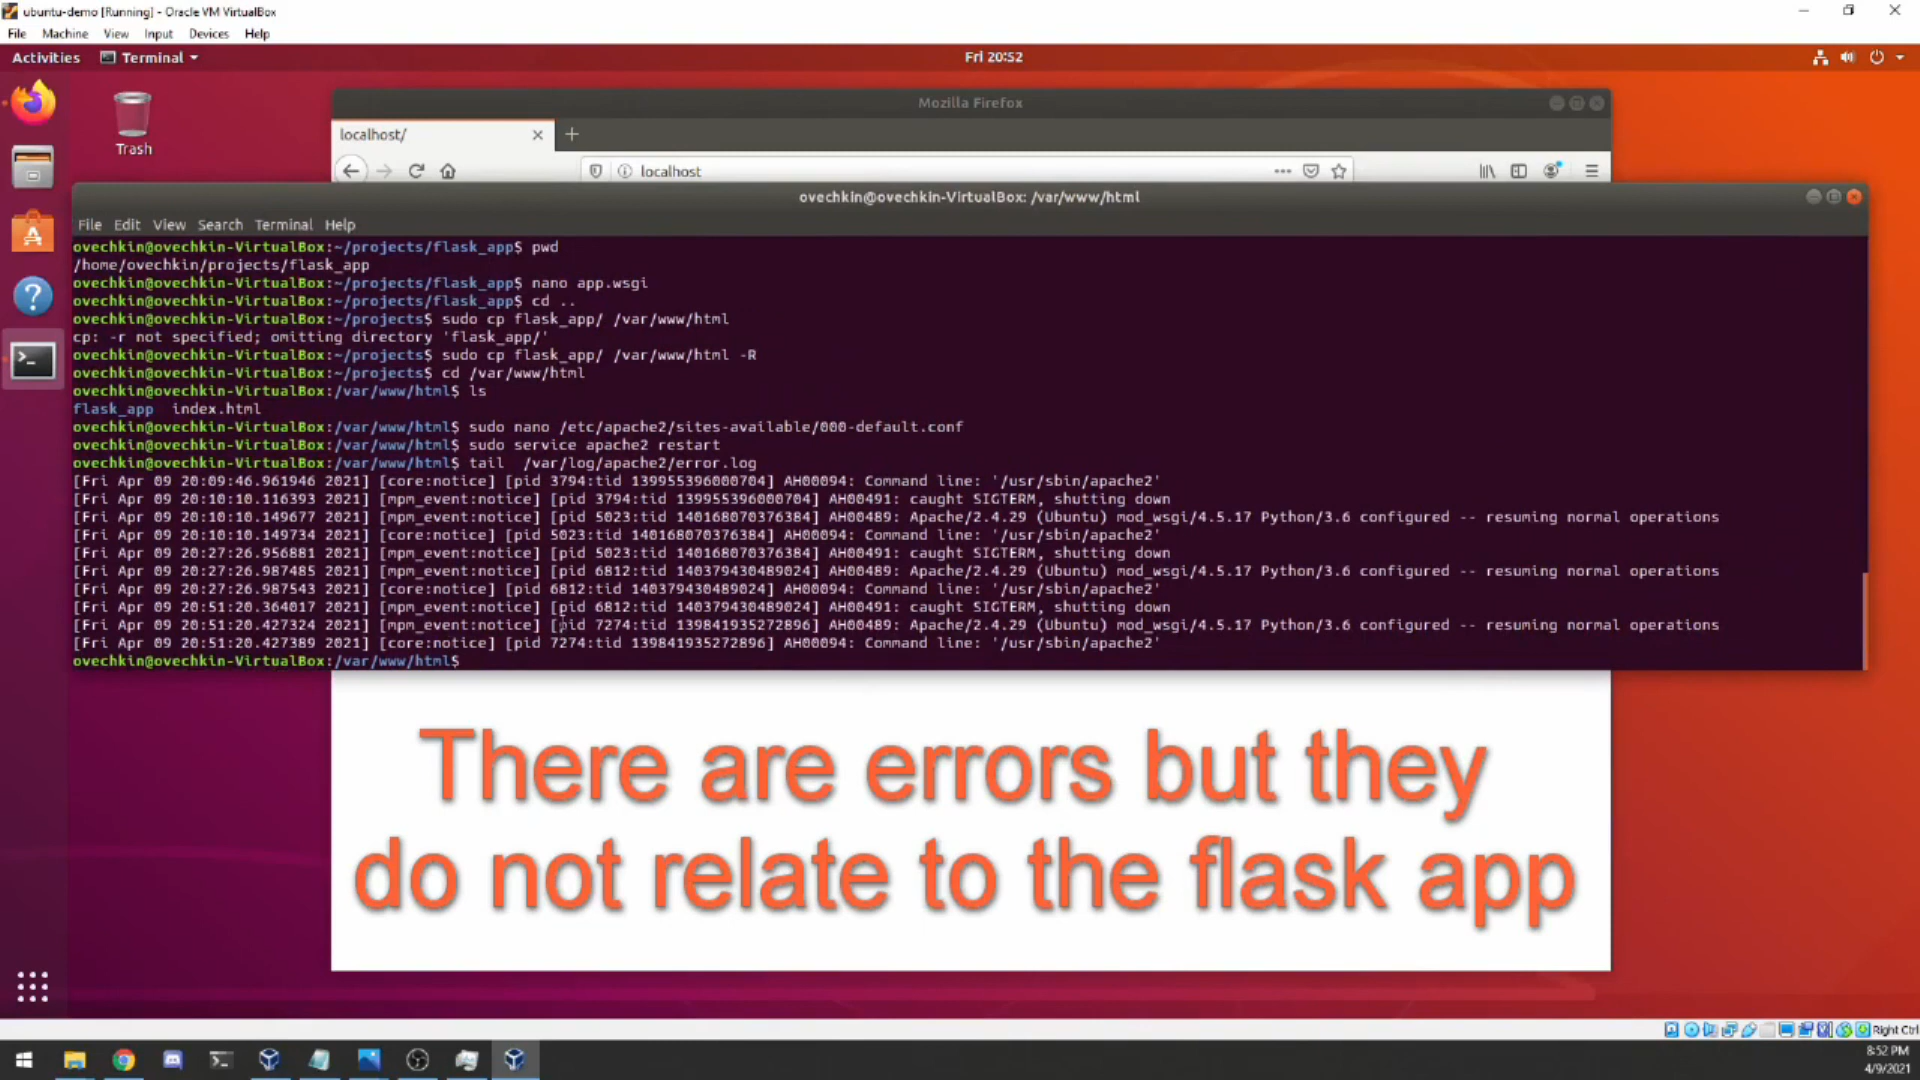 ubuntu-demo [Running] - Oracle VM VirtualBox
File Machine View Input Devices Help
Activities Terminal Fri 20:52
Trash
Mozilla Firefox
localhost/
localhost
ovechkin@ovechkin-VirtualBox: /var/www/html
File Edit View Search Terminal Help
ovechkin@ovechkin-VirtualBox:~/projects/flask_app$ pwd
/home/ovechkin/projects/flask_app
ovechkin@ovechkin-VirtualBox:~/projects/flask_app$ nano app.wsgi
ovechkin@ovechkin-VirtualBox:~/projects/flask_app$ cd ..
ovechkin@ovechkin-VirtualBox:~/projects$ sudo cp flask_app/ /var/www/html
cp: -r not specified; omitting directory 'flask_app/'
ovechkin@ovechkin-VirtualBox:~/projects$ sudo cp flask_app/ /var/www/html -R
ovechkin@ovechkin-VirtualBox:~/projects$ cd /var/www/html
ovechkin@ovechkin-VirtualBox:/var/www/html$ ls
flask_app index.html
ovechkin@ovechkin-VirtualBox:/var/www/html$ sudo nano /etc/apache2/sites-available/000-default.conf
ovechkin@ovechkin-VirtualBox:/var/www/html$ sudo service apache2 restart
ovechkin@ovechkin-VirtualBox:/var/www/html$ tail /var/log/apache2/error.log
[Fri Apr 09 20:09:46.961946 2021] [core:notice] [pid 3794:tid 139955396000704] AH00094: Command line: '/usr/sbin/apache2'
[Fri Apr 09 20:10:10.116393 2021] [mpm_event:notice] [pid 3794:tid 139955396000704] AH00491: caught SIGTERM, shutting down
[Fri Apr 09 20:10:10.149677 2021] [mpm_event:notice] [pid 5023:tid 140168070376384] AH00489: Apache/2.4.29 (Ubuntu) mod_wsgi/4.5.17 Python/3.6 configured -- resuming normal operations
[Fri Apr 09 20:10:10.149734 2021] [core:notice] [pid 5023:tid 140168070376384] AH00094: Command line: '/usr/sbin/apache2'
[Fri Apr 09 20:27:26.956881 2021] [mpm_event:notice] [pid 5023:tid 140168070376384] AH00491: caught SIGTERM, shutting down
[Fri Apr 09 20:27:26.987485 2021] [mpm_event:notice] [pid 6812:tid 140379430489024] AH00489: Apache/2.4.29 (Ubuntu) mod_wsgi/4.5.17 Python/3.6 configured -- resuming normal operations
[Fri Apr 09 20:27:26.987543 2021] [core:notice] [pid 6812:tid 140379430489024] AH00094: Command line: '/usr/sbin/apache2'
[Fri Apr 09 20:51:20.364017 2021] [mpm_event:notice] [pid 6812:tid 140379430489024] AH00491: caught SIGTERM, shutting down
[Fri Apr 09 20:51:20.427324 2021] [mpm_event:notice] [pid 7274:tid 139841935272896] AH00489: Apache/2.4.29 (Ubuntu) mod_wsgi/4.5.17 Python/3.6 configured -- resuming normal operations
[Fri Apr 09 20:51:20.427389 2021] [core:notice] [pid 7274:tid 139841935272896] AH00094: Command line: '/usr/sbin/apache2'
ovechkin@ovechkin-VirtualBox:/var/www/html$
There are errors but they
do not relate to the flask app
Right Ctrl
8:52 PM
4/9/2021